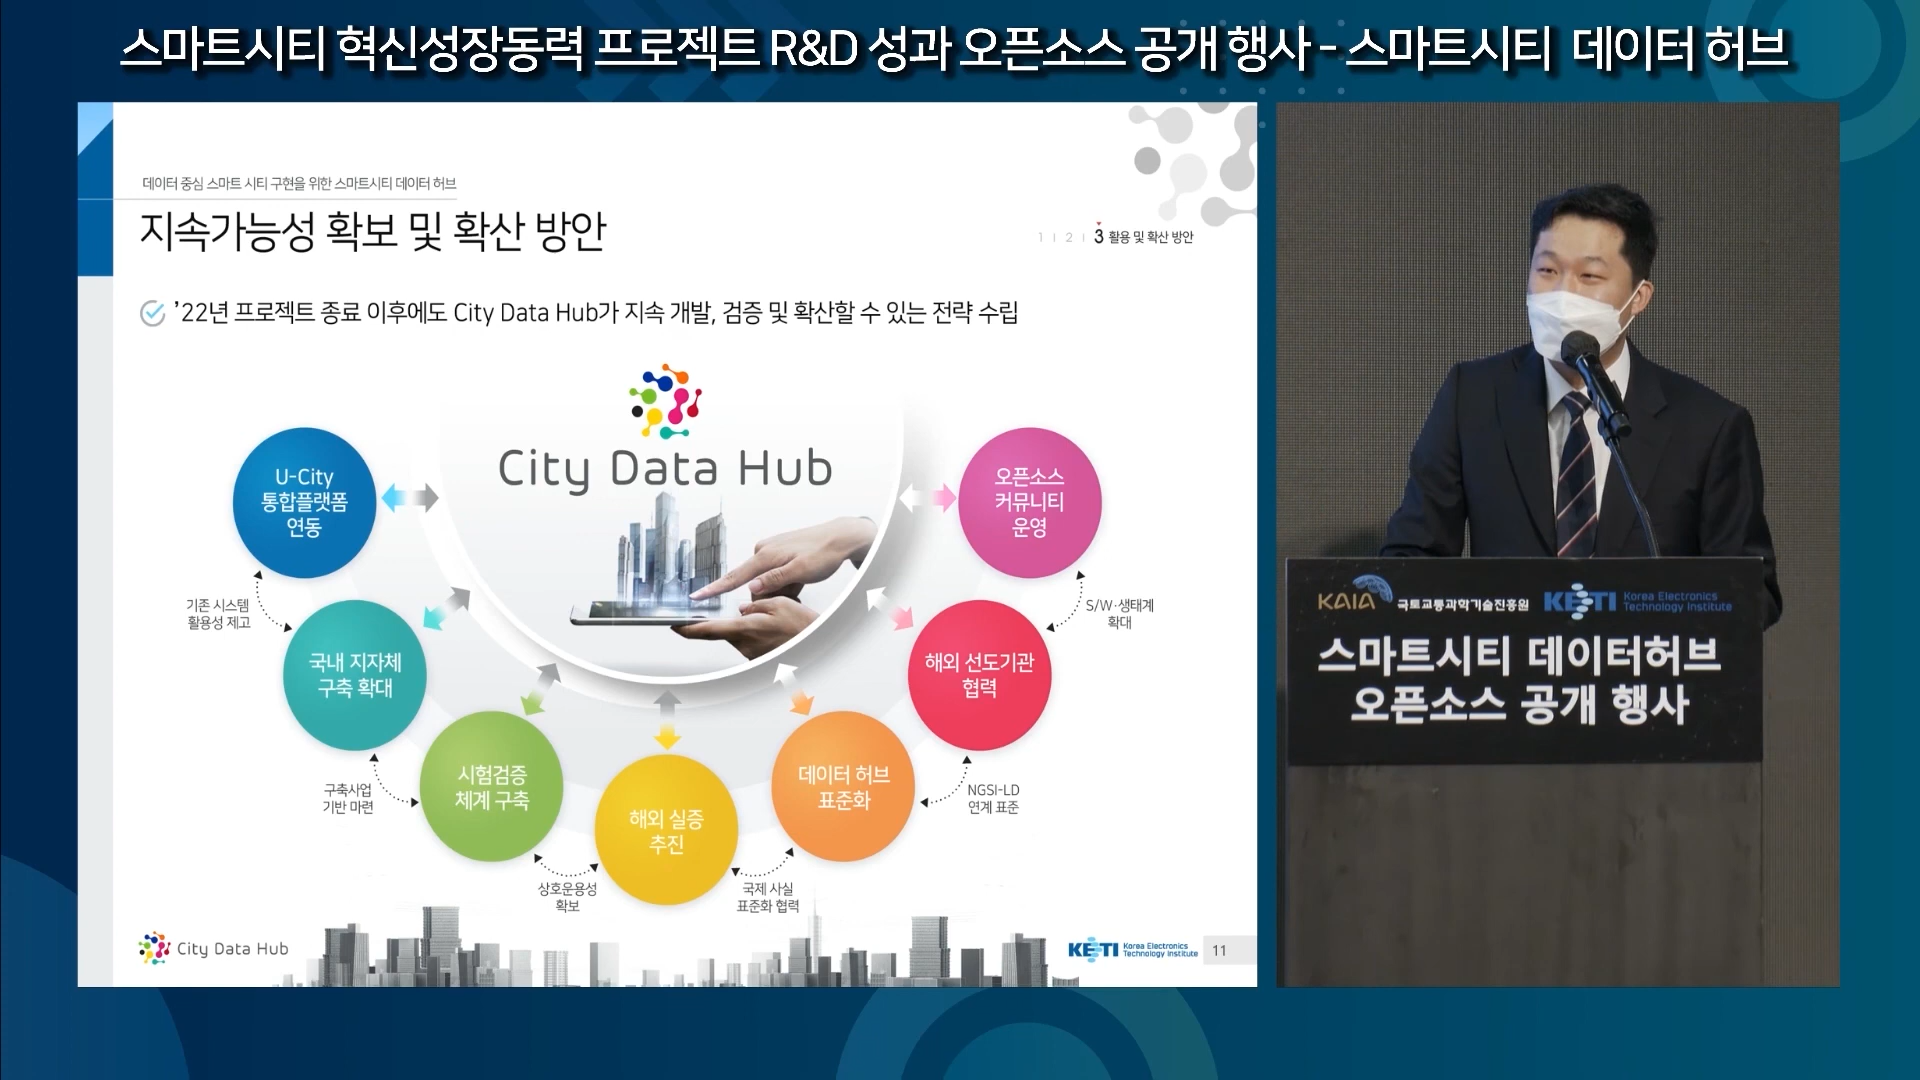 스마트시티 혁신성장동력 프로젝트 R&D 성과 오픈소스 공개 행사 - 스마트시티 데이터 허브
데이터 중심 스마트 시티 구현을 위한 스마트시티 데이터 허브
지속가능성 확보 및 확산 방안
1 | 2 | 3 활용 및 확산 방안
'22년 프로젝트 종료 이후에도 City Data Hub가 지속 개발, 검증 및 확산할 수 있는 전략 수립
City Data Hub
U-City
통합플랫폼
연동
오픈소스
커뮤니티
운영
기존 시스템
활용성 제고
S/W·생태계
확대
국내 지자체
구축 확대
해외 선도기관
협력
구축사업
기반 마련
시험검증
체계 구축
데이터 허브
표준화
NGSI-LD
연계 표준
해외 실증
추진
상호운용성
확보
국제 사실
표준화 협력
City Data Hub
KETI Korea Electronics
Technology Institute
11
KAIA 국토교통과학기술진흥원
KETI Korea Electronics
Technology Institute
스마트시티 데이터허브
오픈소스 공개 행사